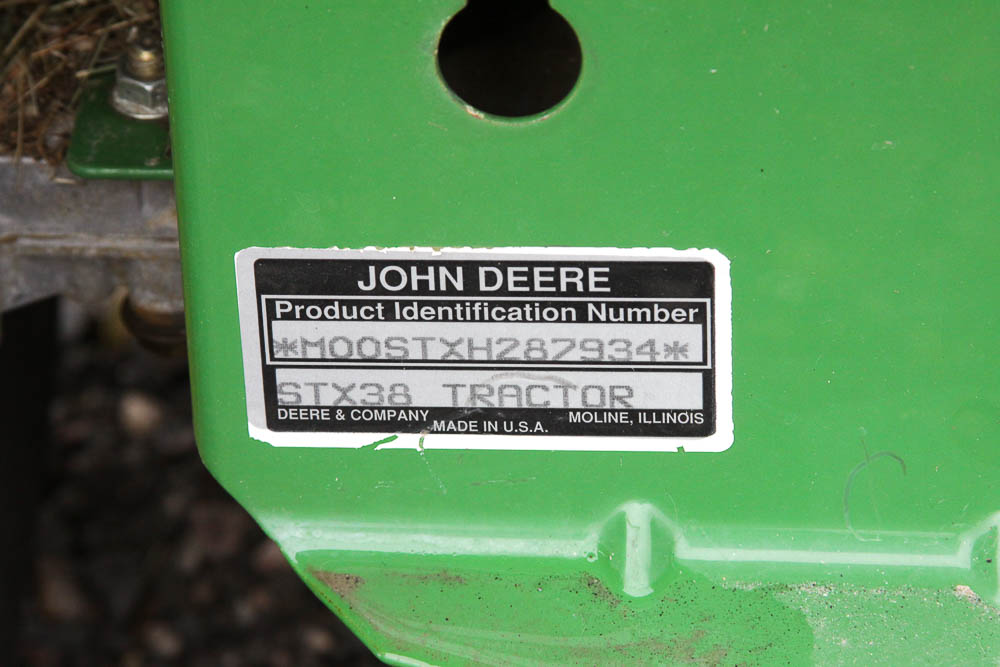 JOHN DEERE
Product Identification Number
*M00STXH287934*
STX38 TRACTOR
DEERE & COMPANY MOLINE, ILLINOIS
MADE IN U.S.A.